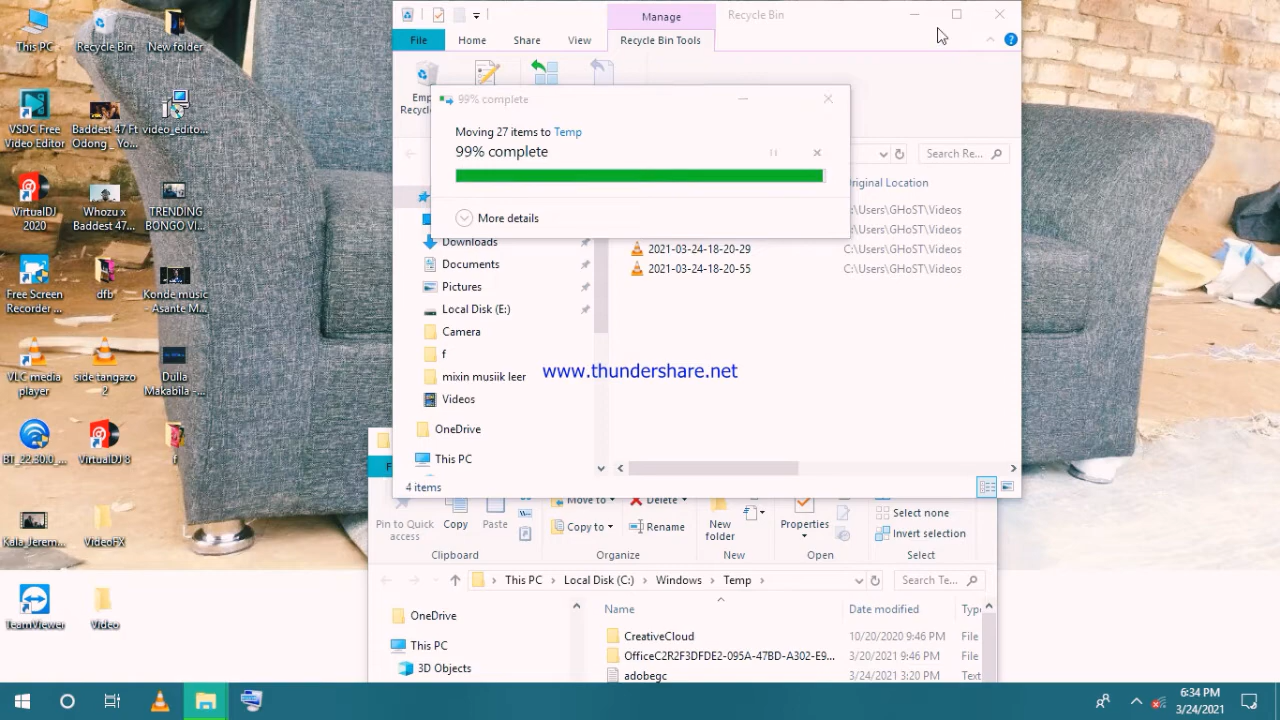 This PC
Recycle Bin
New folder
VSDC Free
Video Editor
Baddest 47 Ft
Odong _ Yo...
video_edito...
VirtualDJ
2020
Whozu x
Baddest 47...
TRENDING
BONGO VI...
Free Screen
Recorder ...
dfb
Konde music
- Asante M...
VLC media
player
side tangazo
2
Dulla
Makabila -...
BT_22.30.0_...
VirtualDJ 8
f
Kala_Jerem...
VideoFX
TeamViewer
Video
Manage
Recycle Bin
File
Home
Share
View
Recycle Bin Tools
99% complete
Moving 27 items to Temp
99% complete
More details
Search Re...
Original Location
:\Users\GHoST\Videos
C:\Users\GHoST\Videos
2021-03-24-18-20-29
C:\Users\GHoST\Videos
2021-03-24-18-20-55
C:\Users\GHoST\Videos
Downloads
Documents
Pictures
Local Disk (E:)
Camera
f
mixin musiik leer
Videos
OneDrive
This PC
www.thundershare.net
4 items
Pin to Quick
access
Copy
Paste
Move to
Copy to
Delete
Rename
New
folder
Properties
Select none
Invert selection
Clipboard
Organize
New
Open
Select
This PC > Local Disk (C:) > Windows > Temp >
Search Te...
OneDrive
This PC
3D Objects
Name
Date modified
Typ
CreativeCloud
10/20/2020 9:46 PM
File
OfficeC2R2F3DFDE2-095A-47BD-A302-E9...
3/20/2021 9:46 PM
File
adobegc
3/24/2021 3:20 PM
Text
6:34 PM
3/24/2021